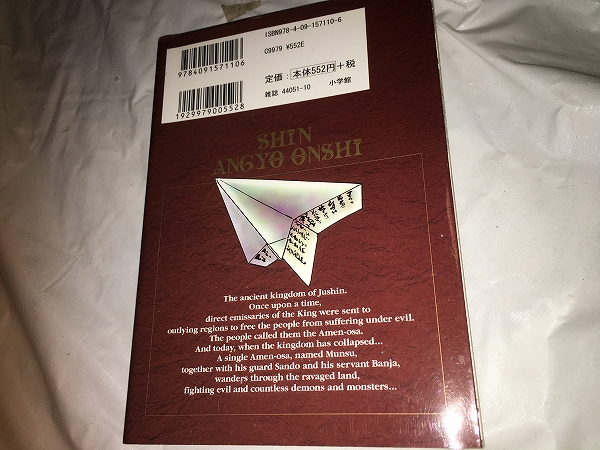 ISBN978-4-09-157110-6
C9979 ¥552E
9784091571106
定価：本体552円＋税
雑誌 44051-10 小学館
1929979005528
SHIN
ANGYO ONSHI
The ancient kingdom of Jushin.
Once upon a time,
direct emissaries of the King were sent to
outlying regions to free the people from suffering under evil.
The people called them the Amen-osa.
And today, when the kingdom has collapsed...
A single Amen-osa, named Munsu,
together with his guard Sando and his servant Banja,
wanders through the ravaged land,
fighting evil and countless demons and monsters...